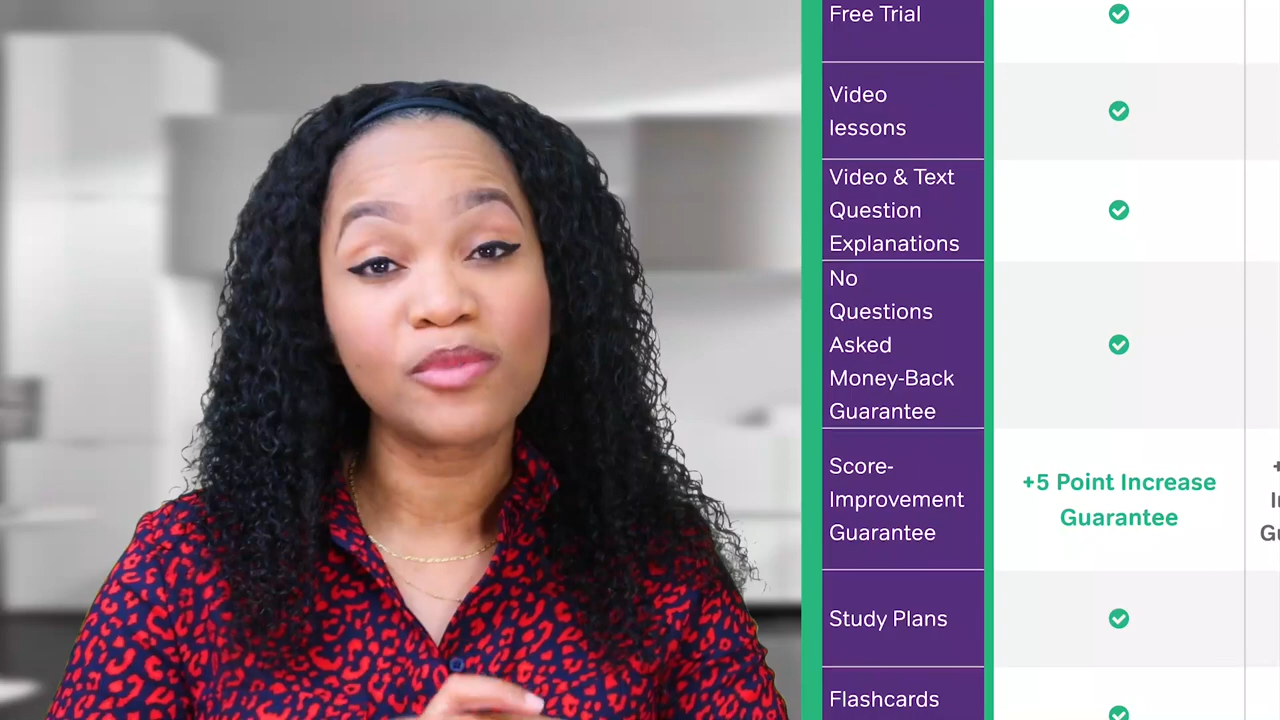 Free Trial
Video
lessons
Video & Text
Question
Explanations
No
Questions
Asked
Money-Back
Guarantee
Score-
Improvement
Guarantee
+5 Point Increase
Guarantee
Study Plans
Flashcards